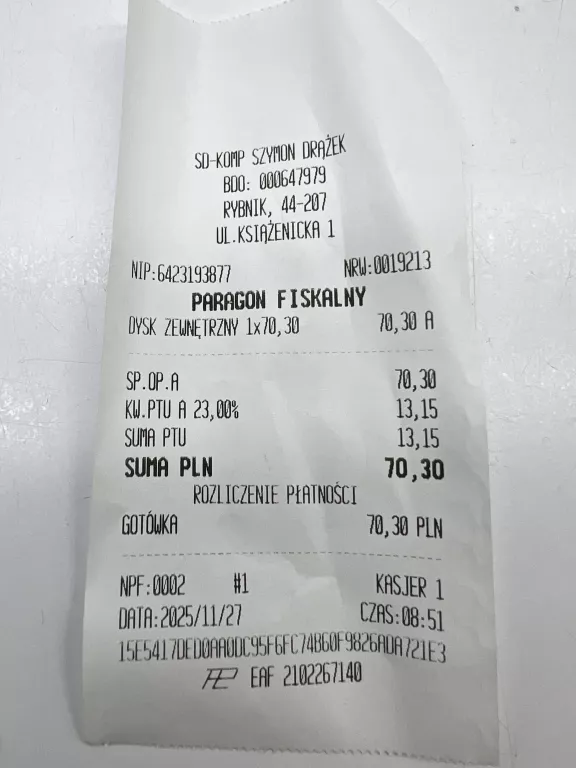 SD-KOMP SZYMON DRĄŻEK
BDO: 000647979
RYBNIK, 44-207
UL.KSIĄŻENICKA 1
NIP:6423193877 NRW:0019213
PARAGON FISKALNY
DYSK ZEWNĘTRZNY 1x70,30 70,30 A
SP.OP.A 70,30
KW.PTU A 23,00% 13,15
SUMA PTU 13,15
SUMA PLN 70,30
ROZLICZENIE PŁATNOŚCI
GOTÓWKA 70,30 PLN
NPF:0002 #1 KASJER 1
DATA:2025/11/27 CZAS:08:51
15E5417DED0AA0DC95F6FC74B60F9826ADA721E3
EAF 2102267140